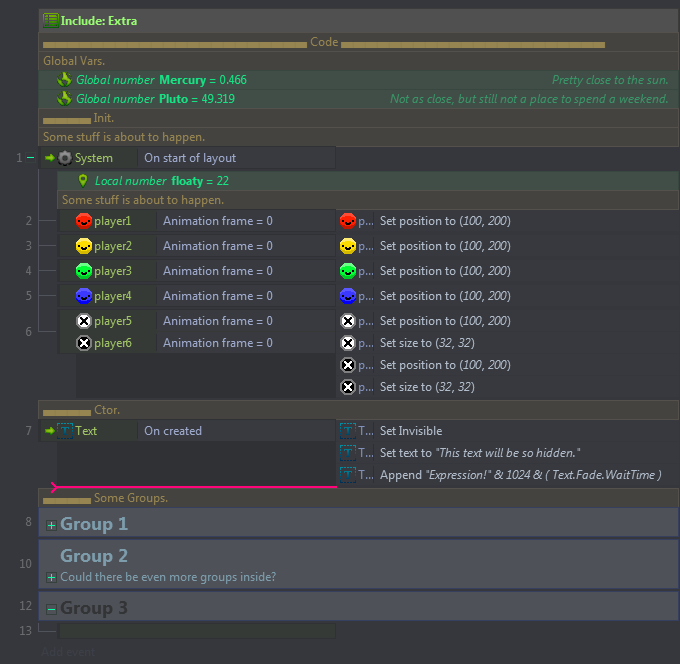 Include: Extra
Code
Global Vars.
Global number Mercury = 0.466 Pretty close to the sun.
Global number Pluto = 49.319 Not as close, but still not a place to spend a weekend.
Init.
Some stuff is about to happen.
1 System On start of layout
Local number floaty = 22
Some stuff is about to happen.
2 player1 Animation frame = 0 p... Set position to (100, 200)
3 player2 Animation frame = 0 p... Set position to (100, 200)
4 player3 Animation frame = 0 p... Set position to (100, 200)
5 player4 Animation frame = 0 p... Set position to (100, 200)
6 player5 Animation frame = 0 p... Set position to (100, 200)
player6 Animation frame = 0 p... Set size to (32, 32)
p... Set position to (100, 200)
p... Set size to (32, 32)
Ctor.
7 T Text On created T T... Set Invisible
T T... Set text to "This text will be so hidden."
T T... Append "Expression!" & 1024 & ( Text.Fade.WaitTime )
Some Groups.
8 Group 1
10 Group 2
Could there be even more groups inside?
12 Group 3
13
Add event